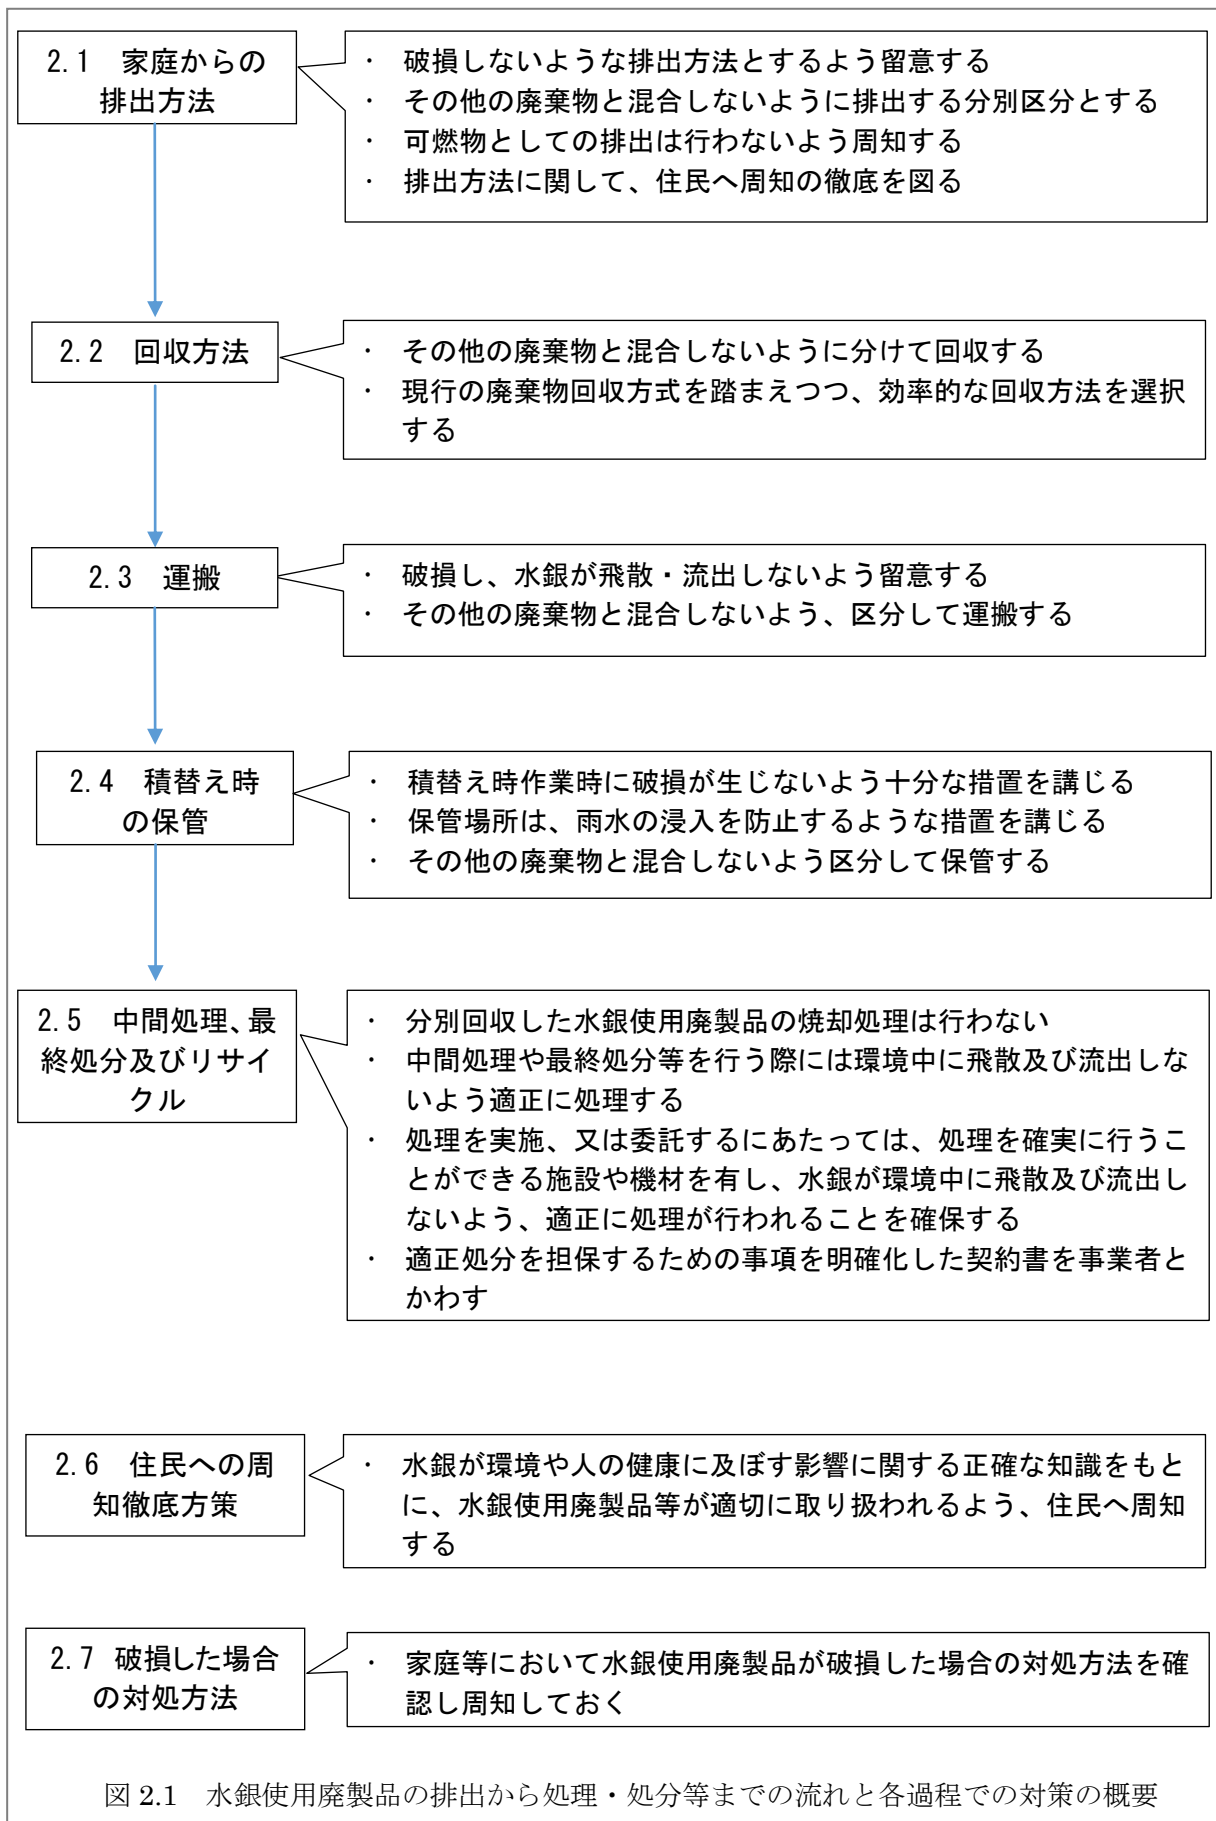 2.1　家庭からの
排出方法
・ 破損しないような排出方法とするよう留意する
・ その他の廃棄物と混合しないように排出する分別区分とする
・ 可燃物としての排出は行わないよう周知する
・ 排出方法に関して、住民へ周知の徹底を図る
2.2　回収方法
・ その他の廃棄物と混合しないように分けて回収する
・ 現行の廃棄物回収方式を踏まえつつ、効率的な回収方法を選択
する
2.3　運搬
・ 破損し、水銀が飛散・流出しないよう留意する
・ その他の廃棄物と混合しないよう、区分して運搬する
2.4　積替え時
の保管
・ 積替え時作業時に破損が生じないよう十分な措置を講じる
・ 保管場所は、雨水の浸入を防止するような措置を講じる
・ その他の廃棄物と混合しないよう区分して保管する
2.5　中間処理、最
終処分及びリサイ
クル
・ 分別回収した水銀使用廃製品の焼却処理は行わない
・ 中間処理や最終処分等を行う際には環境中に飛散及び流出しな
いよう適正に処理する
・ 処理を実施、又は委託するにあたっては、処理を確実に行うこ
とができる施設や機材を有し、水銀が環境中に飛散及び流出し
ないよう、適正に処理が行われることを確保する
・ 適正処分を担保するための事項を明確化した契約書を事業者と
かわす
2.6　住民への周
知徹底方策
・ 水銀が環境や人の健康に及ぼす影響に関する正確な知識をもと
に、水銀使用廃製品等が適切に取り扱われるよう、住民へ周知
する
2.7 破損した場合
の対処方法
・ 家庭等において水銀使用廃製品が破損した場合の対処方法を確
認し周知しておく
図 2.1　水銀使用廃製品の排出から処理・処分等までの流れと各過程での対策の概要